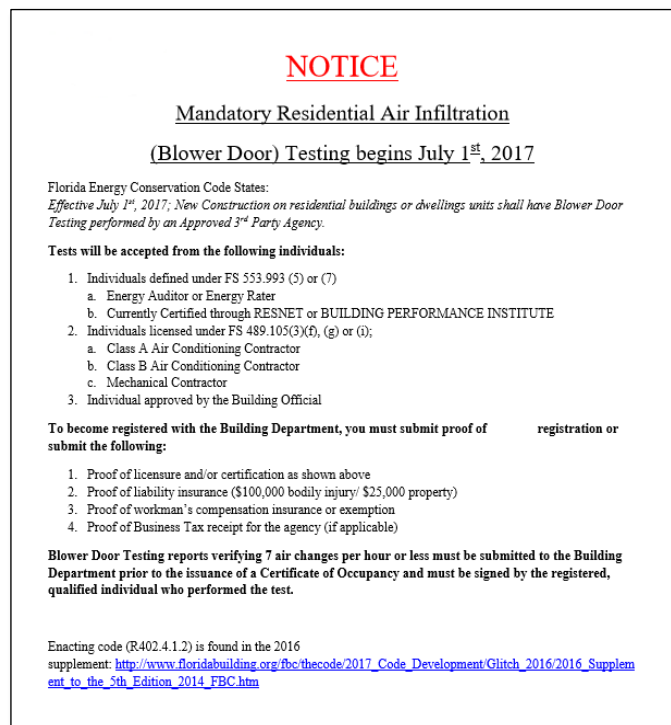 NOTICE
Mandatory Residential Air Infiltration
(Blower Door) Testing begins July 1st, 2017
Florida Energy Conservation Code States:
Effective July 1st, 2017; New Construction on residential buildings or dwellings units shall have Blower Door
Testing performed by an Approved 3rd Party Agency.
Tests will be accepted from the following individuals:
1. Individuals defined under FS 553.993 (5) or (7)
a. Energy Auditor or Energy Rater
b. Currently Certified through RESNET or BUILDING PERFORMANCE INSTITUTE
2. Individuals licensed under FS 489.105(3)(f), (g) or (i);
a. Class A Air Conditioning Contractor
b. Class B Air Conditioning Contractor
c. Mechanical Contractor
3. Individual approved by the Building Official
To become registered with the Building Department, you must submit proof of registration or
submit the following:
1. Proof of licensure and/or certification as shown above
2. Proof of liability insurance ($100,000 bodily injury/ $25,000 property)
3. Proof of workman's compensation insurance or exemption
4. Proof of Business Tax receipt for the agency (if applicable)
Blower Door Testing reports verifying 7 air changes per hour or less must be submitted to the Building
Department prior to the issuance of a Certificate of Occupancy and must be signed by the registered,
qualified individual who performed the test.
Enacting code (R402.4.1.2) is found in the 2016
supplement: http://www.floridabuilding.org/fbc/thecode/2017_Code_Development/Glitch_2016/2016_Supplem
ent_to_the_5th_Edition_2014_FBC.htm